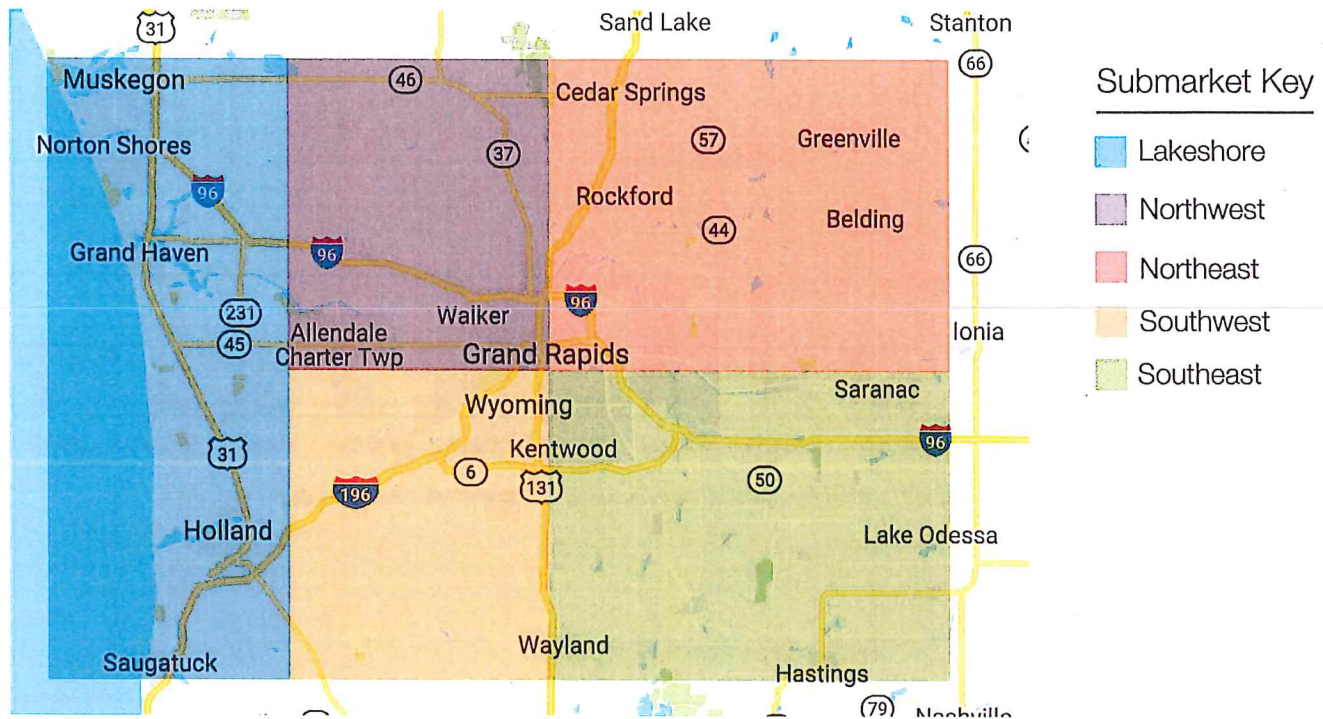 31
Sand Lake
Stanton
66
Muskegon
46
Cedar Springs
Norton Shores
37
57
Greenville
96
Rockford
44
Belding
Grand Haven
96
66
231
96
Walker
45
Allendale
Charter Twp
Grand Rapids
Ionia
Saranac
Wyoming
31
Kentwood
96
6
196
131
50
Holland
Lake Odessa
Wayland
Saugatuck
Hastings
79
Nashville
Submarket Key
Lakeshore
Northwest
Northeast
Southwest
Southeast